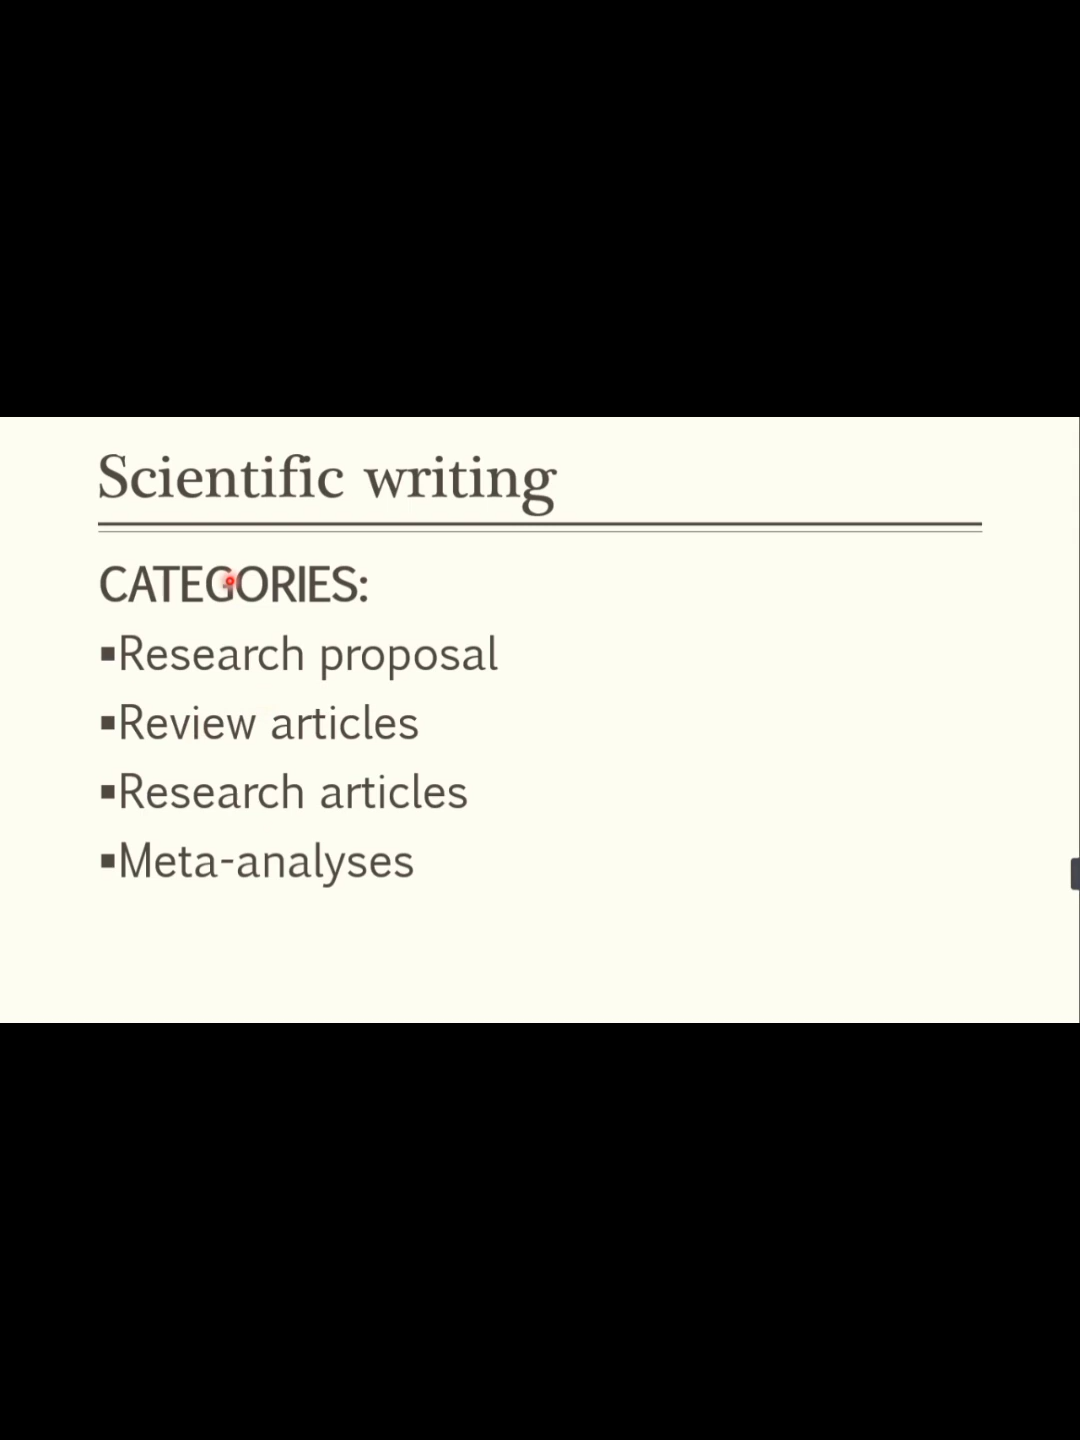 Scientific writing
CATEGORIES:
▪Research proposal
▪Review articles
▪Research articles
▪Meta-analyses